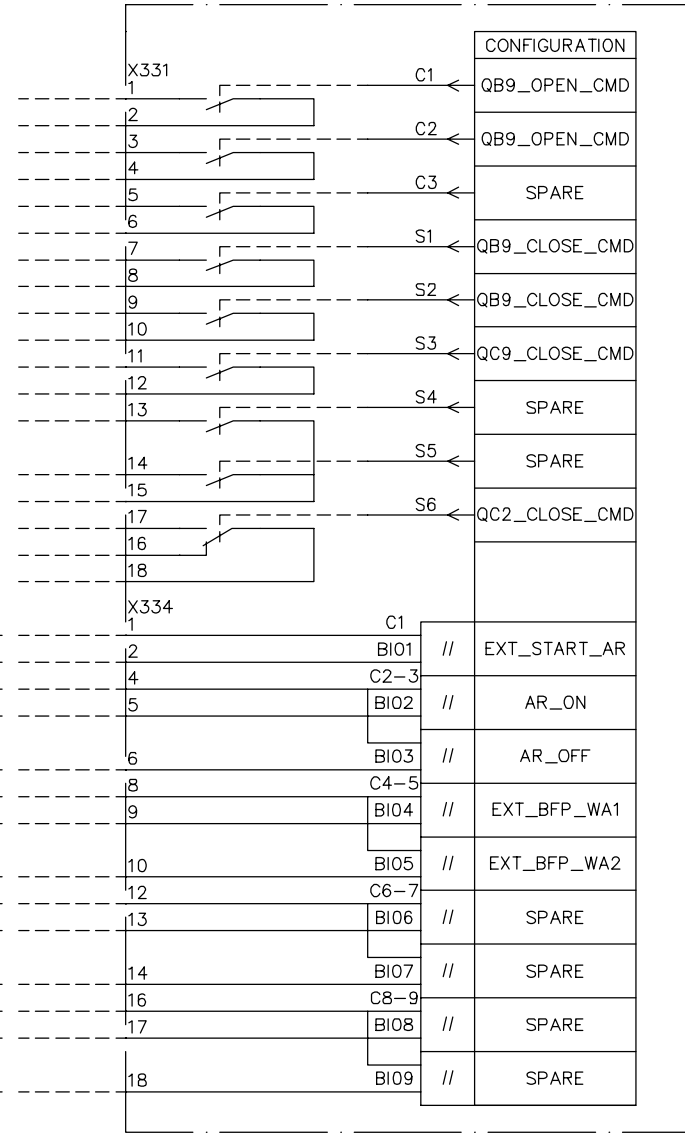 CONFIGURATION
X331
1
C1
QB9_OPEN_CMD
2
3
C2
QB9_OPEN_CMD
4
5
C3
SPARE
6
7
S1
QB9_CLOSE_CMD
8
9
S2
QB9_CLOSE_CMD
10
11
S3
QC9_CLOSE_CMD
12
13
S4
SPARE
14
S5
SPARE
15
17
S6
QC2_CLOSE_CMD
16
18
X334
1
C1
2
BI01 // EXT_START_AR
4
C2-3
5
BI02 // AR_ON
6
BI03 // AR_OFF
8
C4-5
9
BI04 // EXT_BFP_WA1
10
BI05 // EXT_BFP_WA2
12
C6-7
13
BI06 // SPARE
14
BI07 // SPARE
16
C8-9
17
BI08 // SPARE
18
BI09 // SPARE